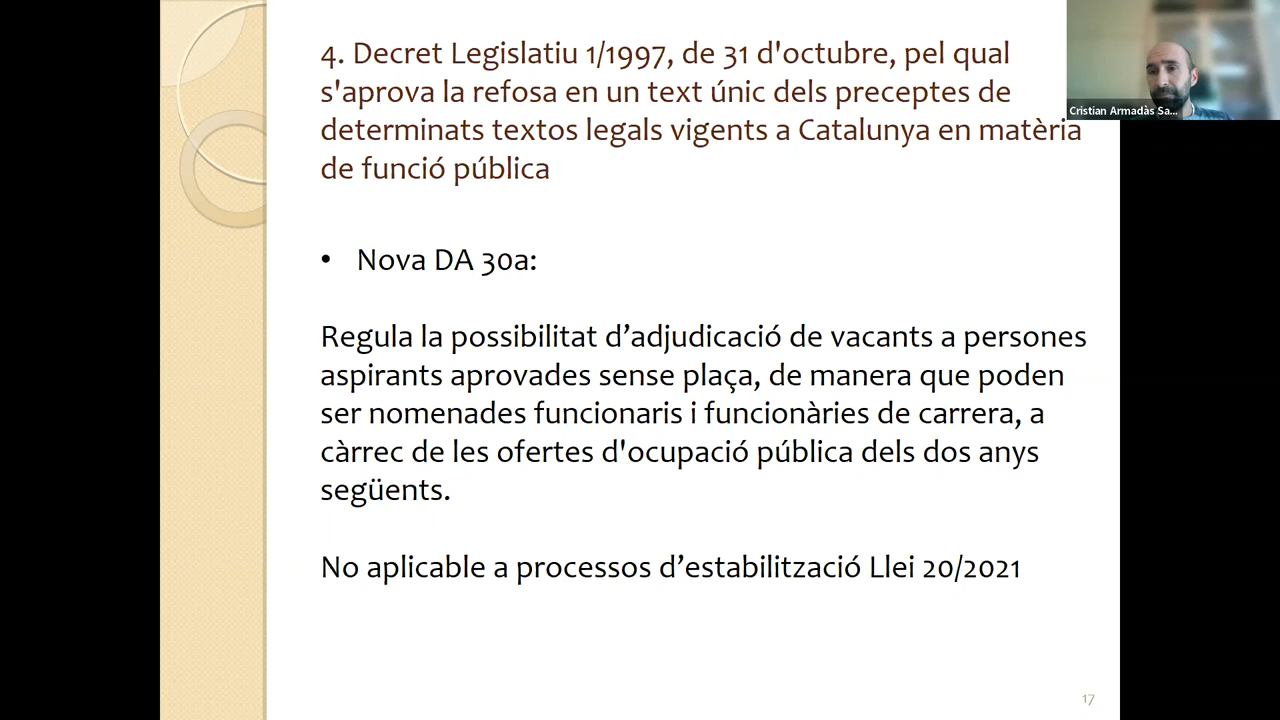 4. Decret Legislatiu 1/1997, de 31 d'octubre, pel qual
s'aprova la refosa en un text únic dels preceptes de
determinats textos legals vigents a Catalunya en matèria
de funció pública
Cristian Armadàs Sa...
• Nova DA 30a:
Regula la possibilitat d’adjudicació de vacants a persones
aspirants aprovades sense plaça, de manera que poden
ser nomenades funcionaris i funcionàries de carrera, a
càrrec de les ofertes d'ocupació pública dels dos anys
següents.
No aplicable a processos d’estabilització Llei 20/2021
17